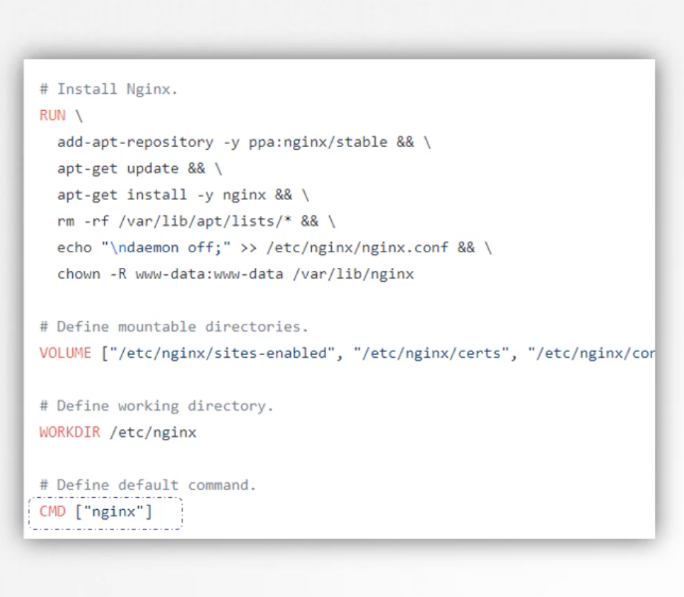 # Install Nginx.
RUN \
add-apt-repository -y ppa:nginx/stable && \
apt-get update && \
apt-get install -y nginx && \
rm -rf /var/lib/apt/lists/* && \
echo "\ndaemon off;" >> /etc/nginx/nginx.conf && \
chown -R www-data:www-data /var/lib/nginx
# Define mountable directories.
VOLUME ["/etc/nginx/sites-enabled", "/etc/nginx/certs", "/etc/nginx/con
# Define working directory.
WORKDIR /etc/nginx
# Define default command.
CMD ["nginx"]